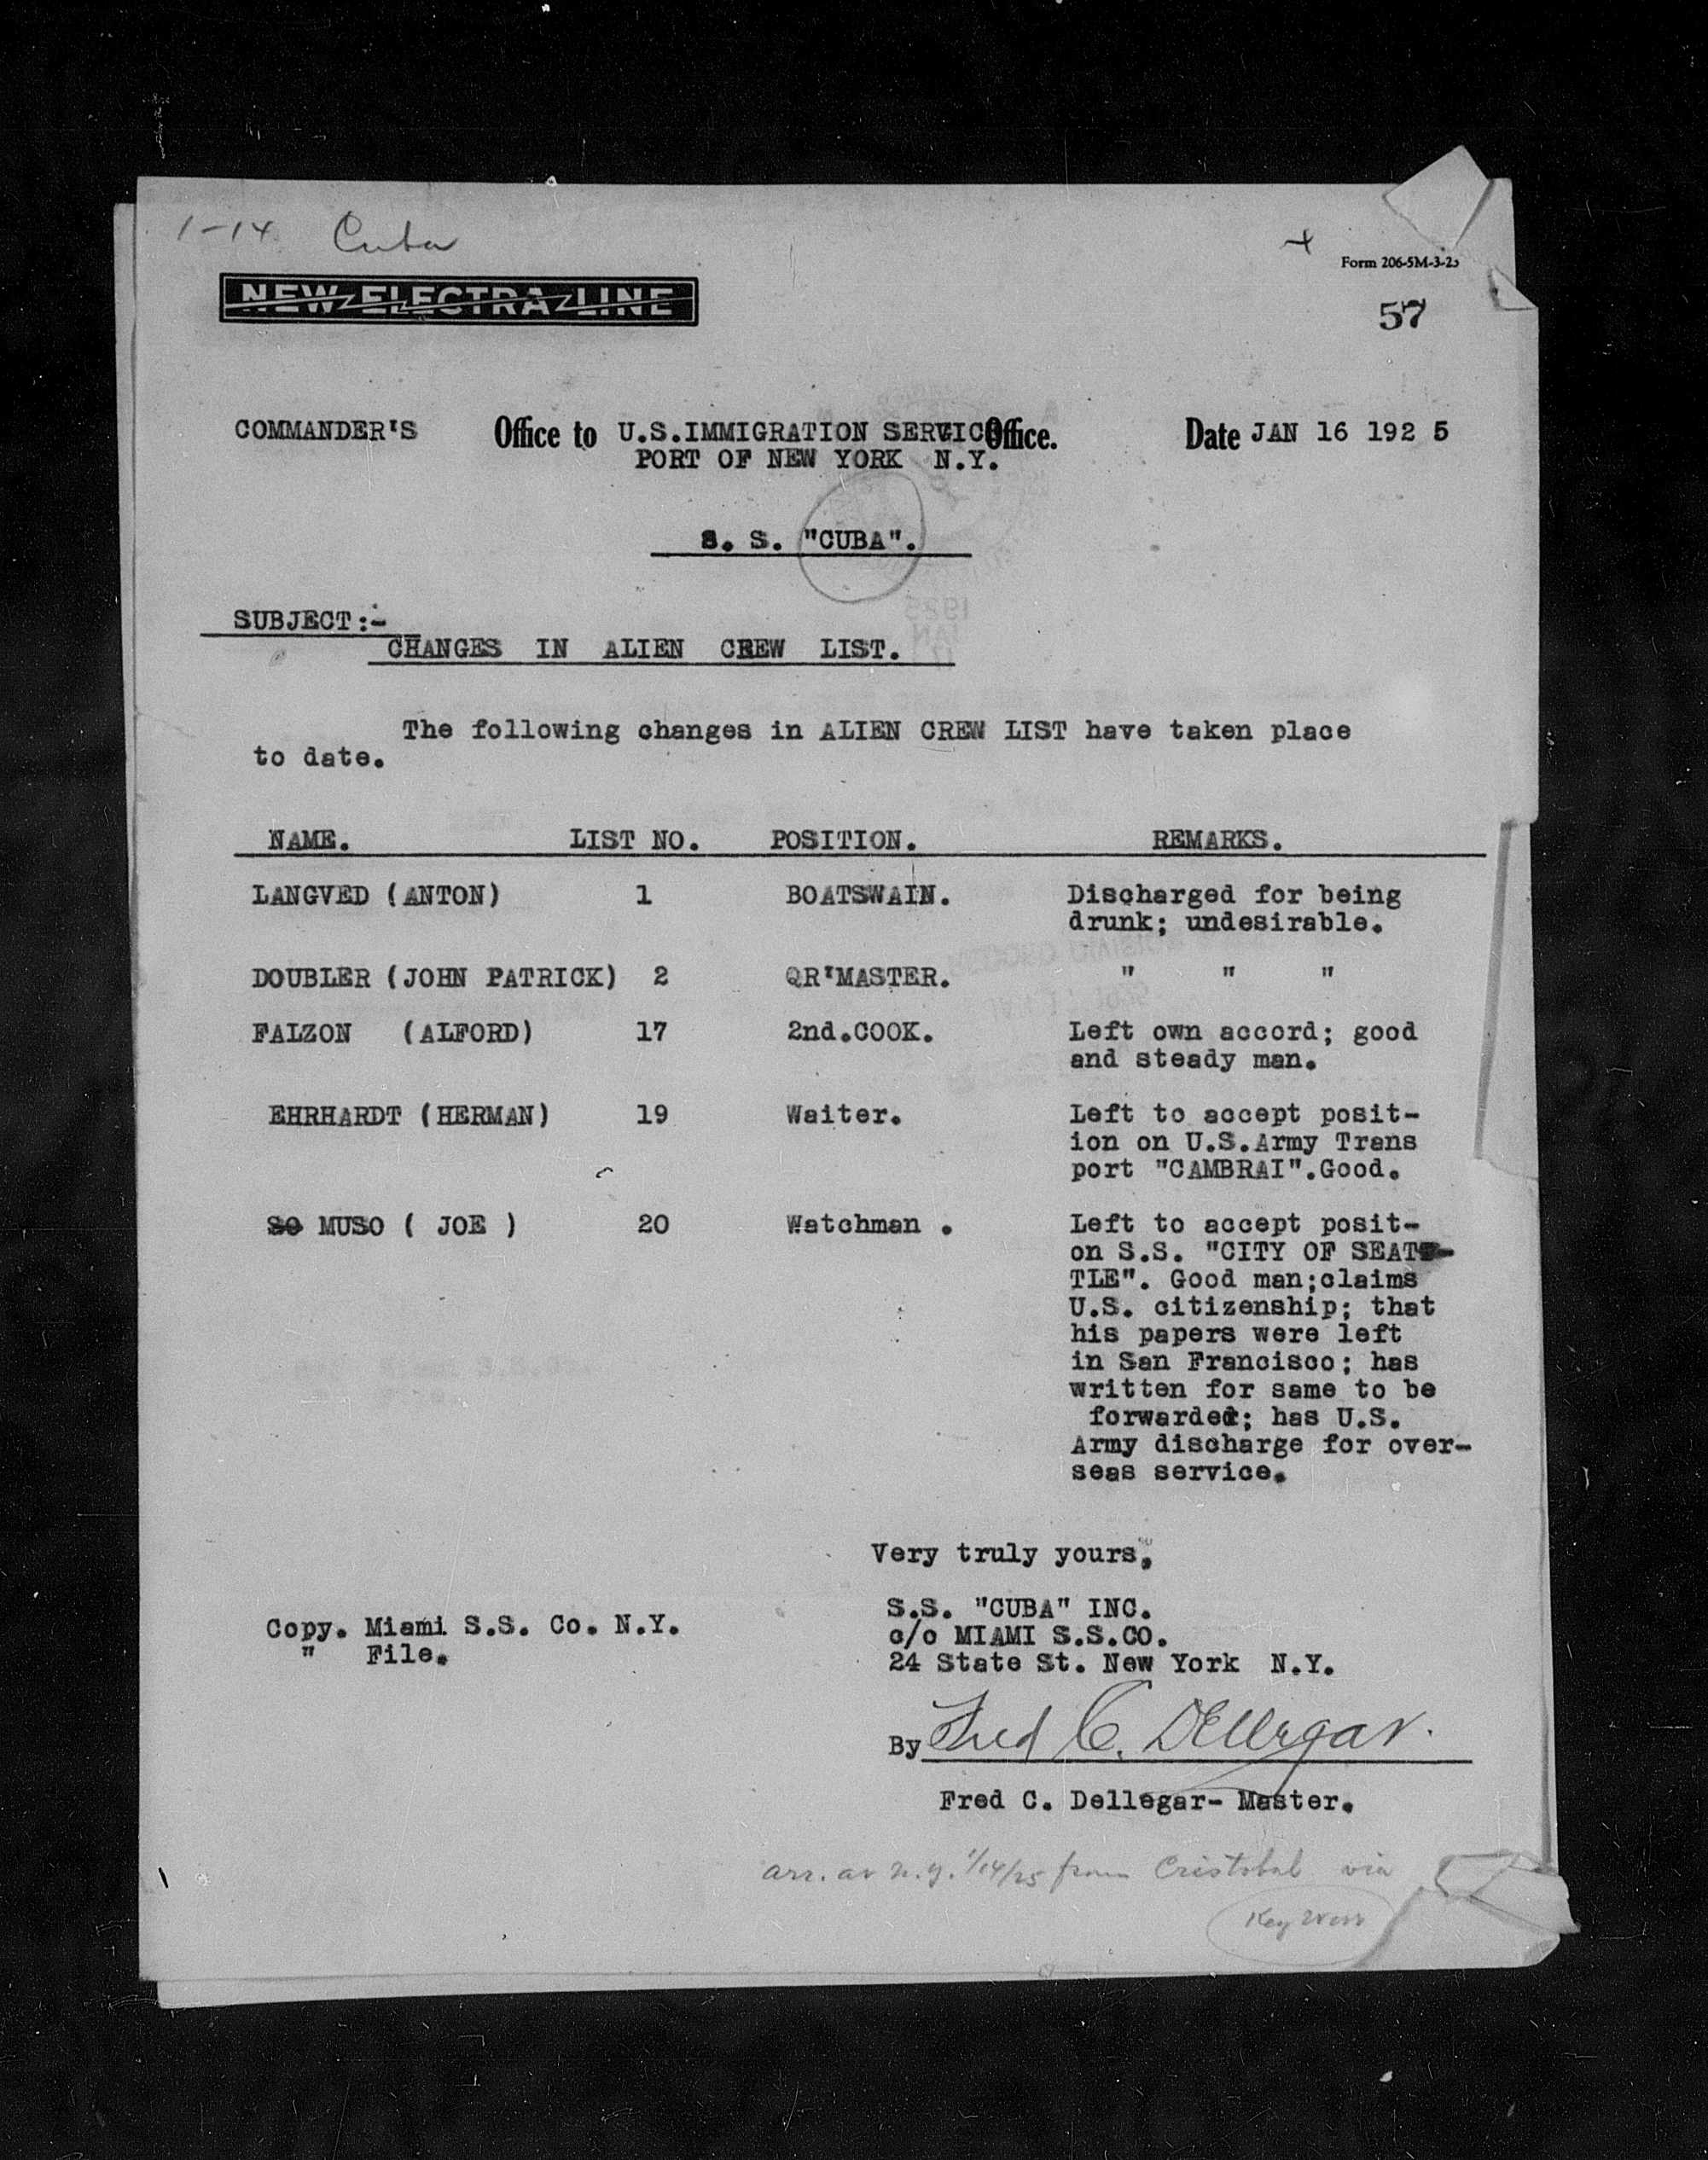 1-14 Cuba
Form 206-5M-3-23
NEW ELECTRA LINE
57
COMMANDER'S Office to U.S.IMMIGRATION SERVICE Office. Date JAN 16 192 5
PORT OF NEW YORK N.Y.
S. S. "CUBA".
SUBJECT:-
CHANGES IN ALIEN CREW LIST.
The following changes in ALIEN CREW LIST have taken place
to date.
NAME. LIST NO. POSITION. REMARKS.
LANGVED (ANTON) 1 BOATSWAIN. Discharged for being
drunk; undesirable.
DOUBLER (JOHN PATRICK) 2 QR'MASTER. " " "
FALZON (ALFORD) 17 2nd.COOK. Left own accord; good
and steady man.
EHRHARDT (HERMAN) 19 Waiter. Left to accept posit-
ion on U.S.Army Trans
port "CAMBRAI".Good.
SO MUSO ( JOE ) 20 Watchman . Left to accept posit-
on S.S. "CITY OF SEAT-
TLE". Good man;claims
U.S. citizenship; that
his papers were left
in San Francisco; has
written for same to be
forwarded; has U.S.
Army discharge for over-
seas service.
Very truly yours,
S.S. "CUBA" INC.
Copy. Miami S.S. Co. N.Y.
c/o MIAMI S.S.CO.
" File.
24 State St. New York N.Y.
By Fred C. Dellegar.
Fred C. Dellegar- Master.
arr. at N.Y. 1/14/25 from Cristobal via
Key West